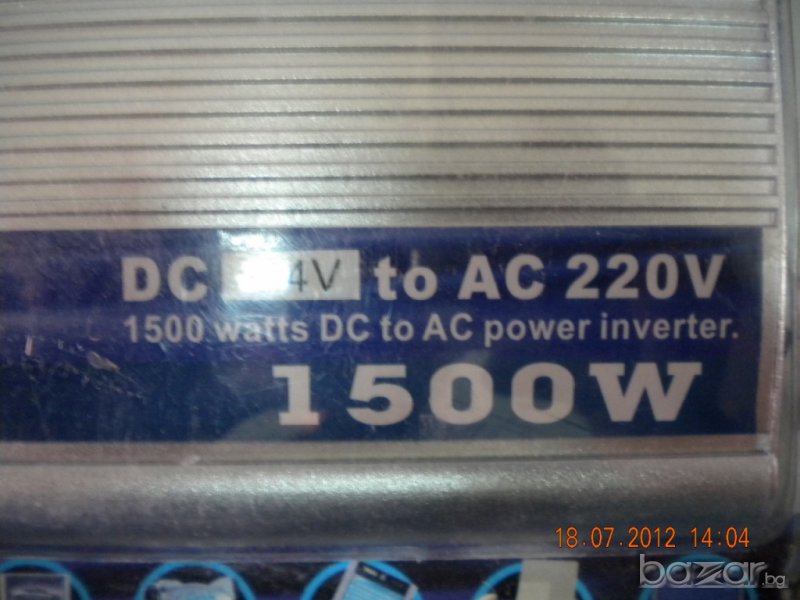 DC 4V to AC 220V
1500 watts DC to AC power inverter.
1500W
18.07.2012 14:04
bazar.bg